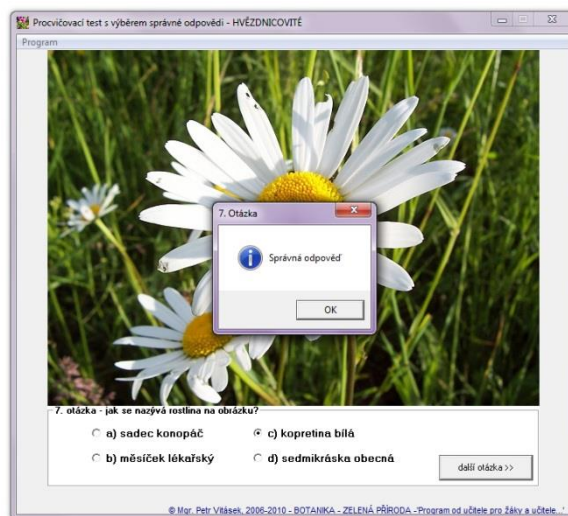 Procvičovací test s výběrem správné odpovědi - HVĚZDNICOVITÉ
Program
7. Otázka
Správná odpověď
OK
7. otázka - jak se nazývá rostlina na obrázku?
a) sadec konopáč
c) kopretina bílá
b) měsíček lékařský
d) sedmikráska obecná
další otázka >>
© Mgr. Petr Vitásek, 2006-2010 - BOTANIKA - ZELENÁ PŘÍRODA -'Program od učitele pro žáky a učitele...'